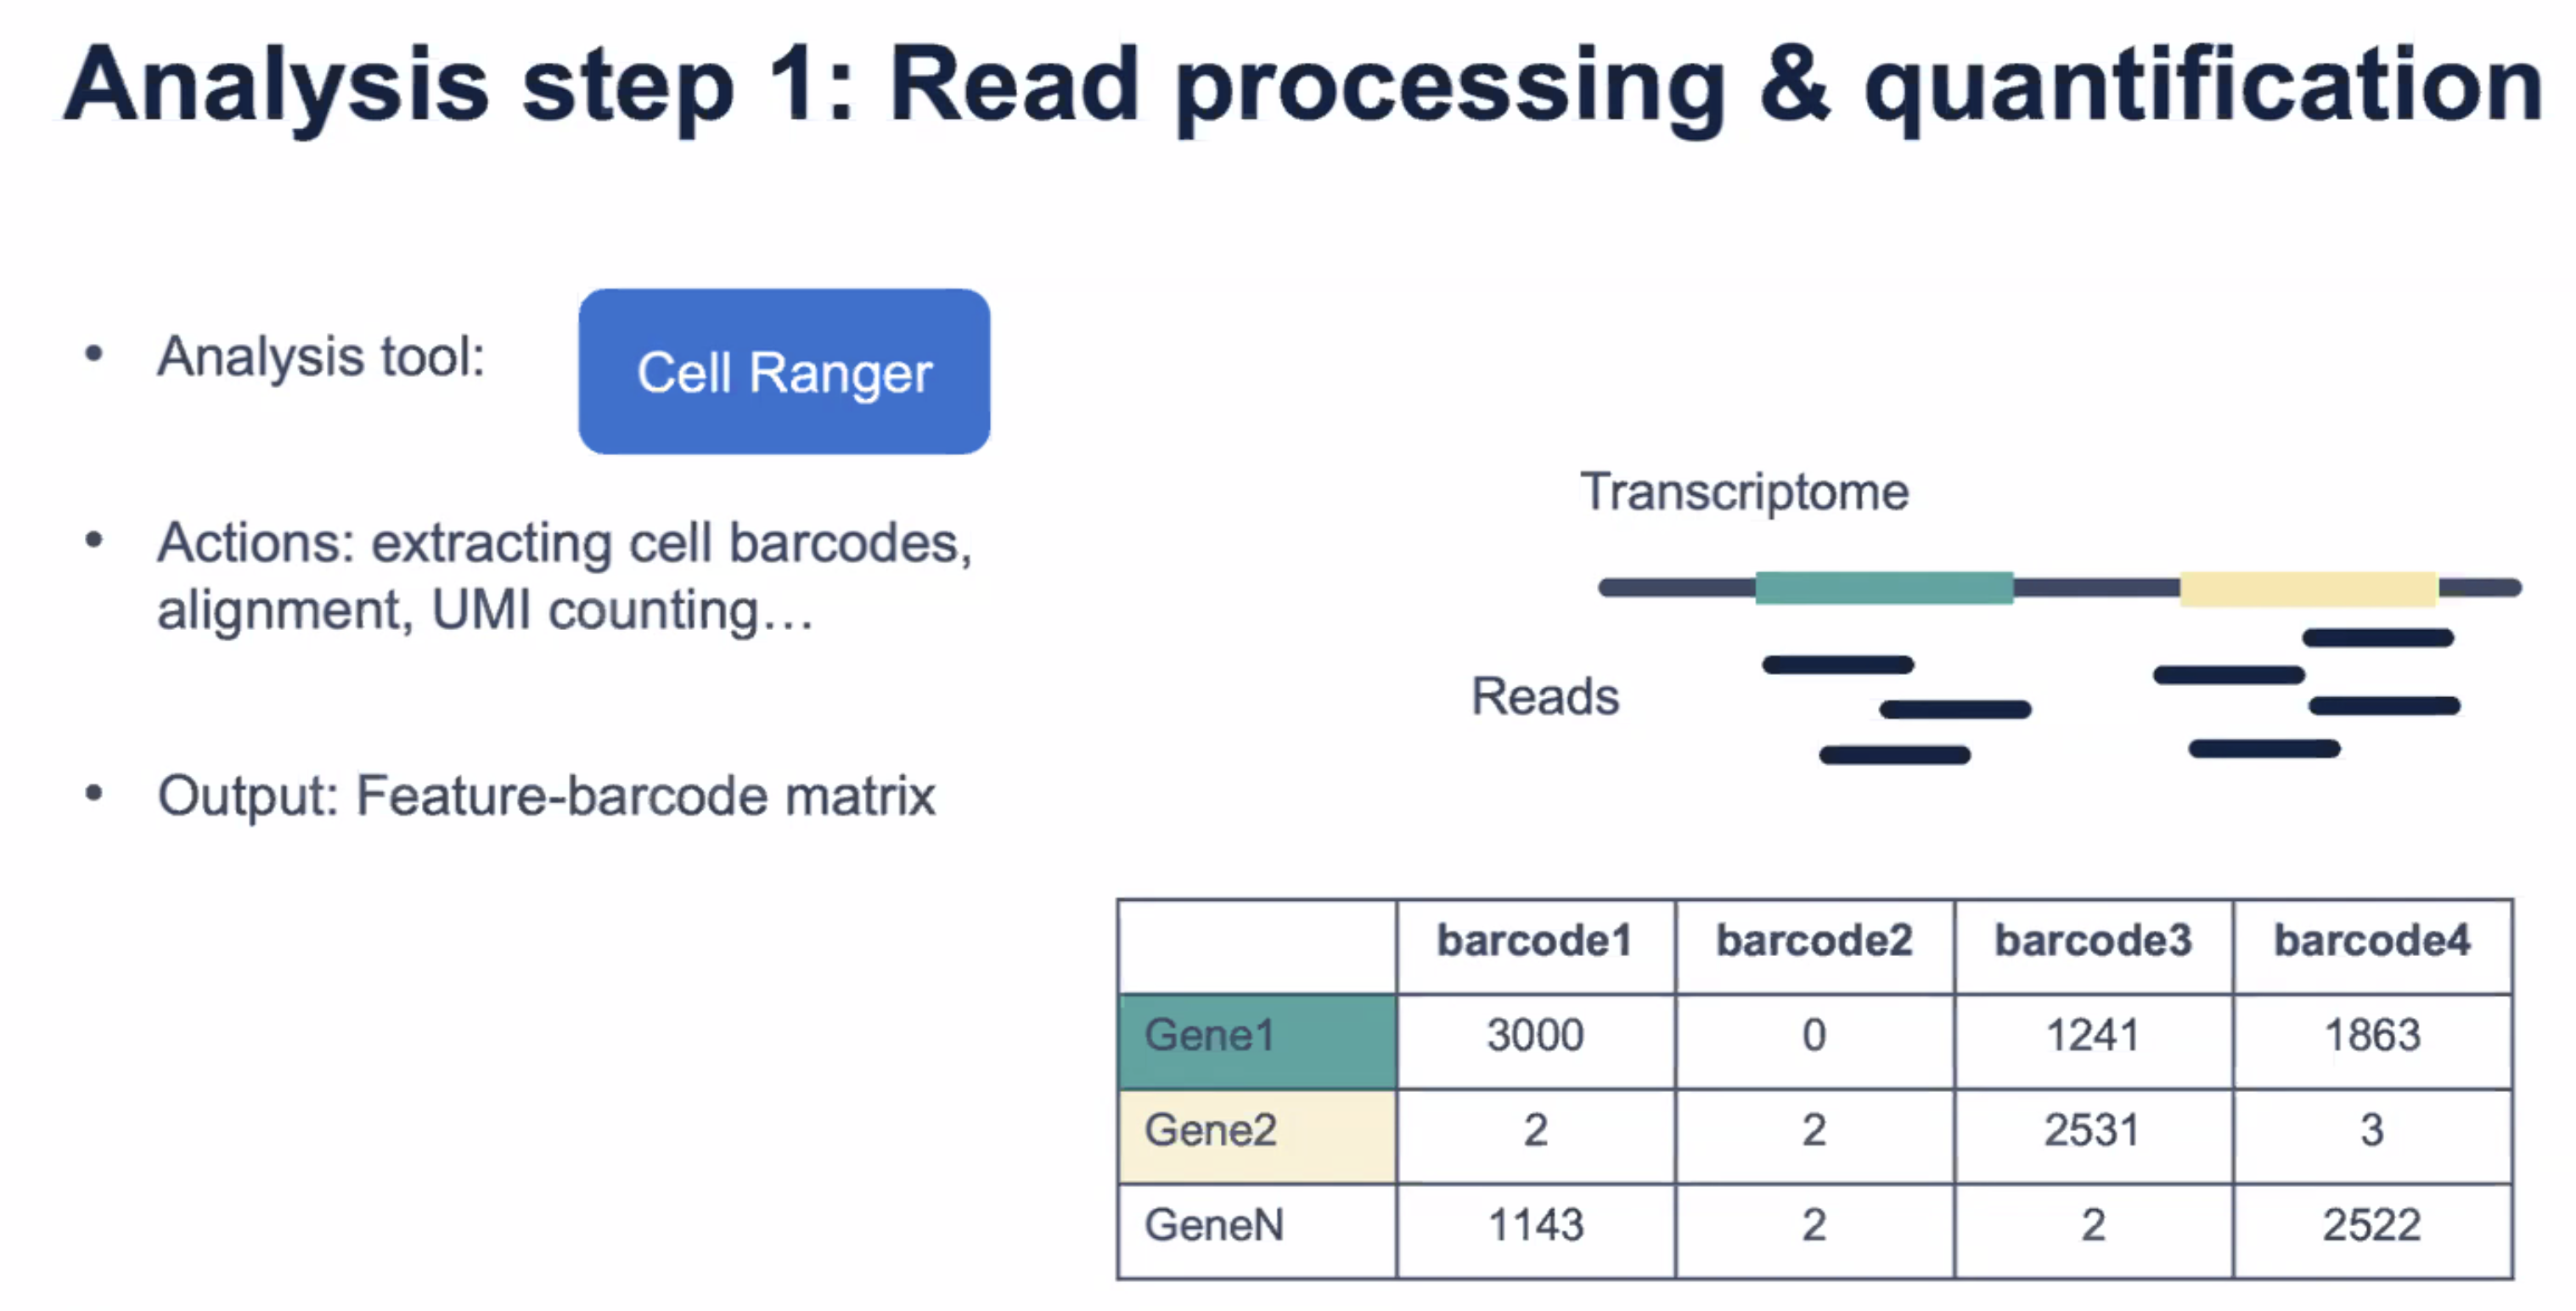 Analysis step 1: Read processing & quantification
• Analysis tool:
Cell Ranger
• Actions: extracting cell barcodes,
alignment, UMI counting…
• Output: Feature-barcode matrix
Transcriptome
Reads
barcode1 barcode2 barcode3 barcode4
Gene1 3000 0 1241 1863
Gene2 2 2 2531 3
GeneN 1143 2 2 2522